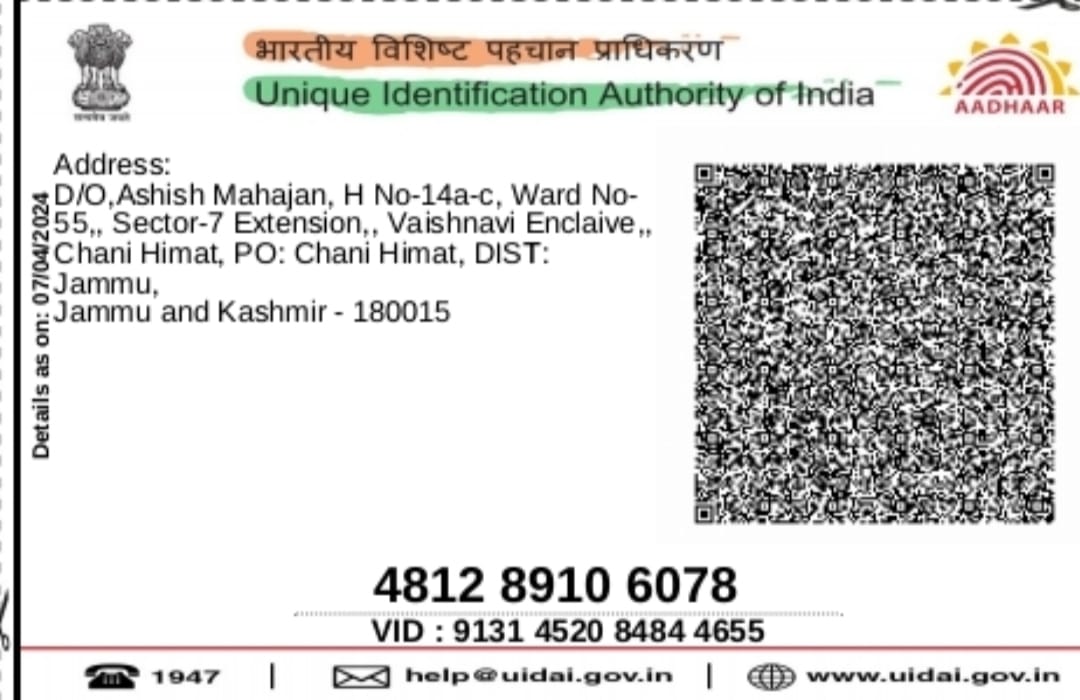 भारतीय विशिष्ट पहचान प्राधिकरण
Unique Identification Authority of India
AADHAAR
सत्यमेव जयते
Address:
D/O,Ashish Mahajan, H No-14a-c, Ward No-
55,, Sector-7 Extension,, Vaishnavi Enclaive,,
Chani Himat, PO: Chani Himat, DIST:
Jammu,
Jammu and Kashmir - 180015
Details as on: 07/04/2024
4812 8910 6078
VID : 9131 4520 8484 4655
1947 | help@uidai.gov.in | www.uidai.gov.in